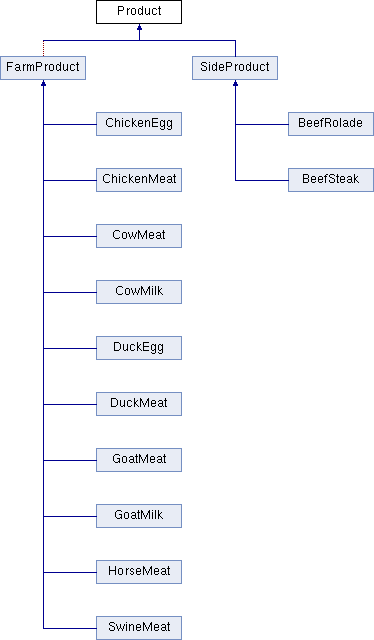 Product
FarmProduct
SideProduct
ChickenEgg
BeefRolade
ChickenMeat
BeefSteak
CowMeat
CowMilk
DuckEgg
DuckMeat
GoatMeat
GoatMilk
HorseMeat
SwineMeat